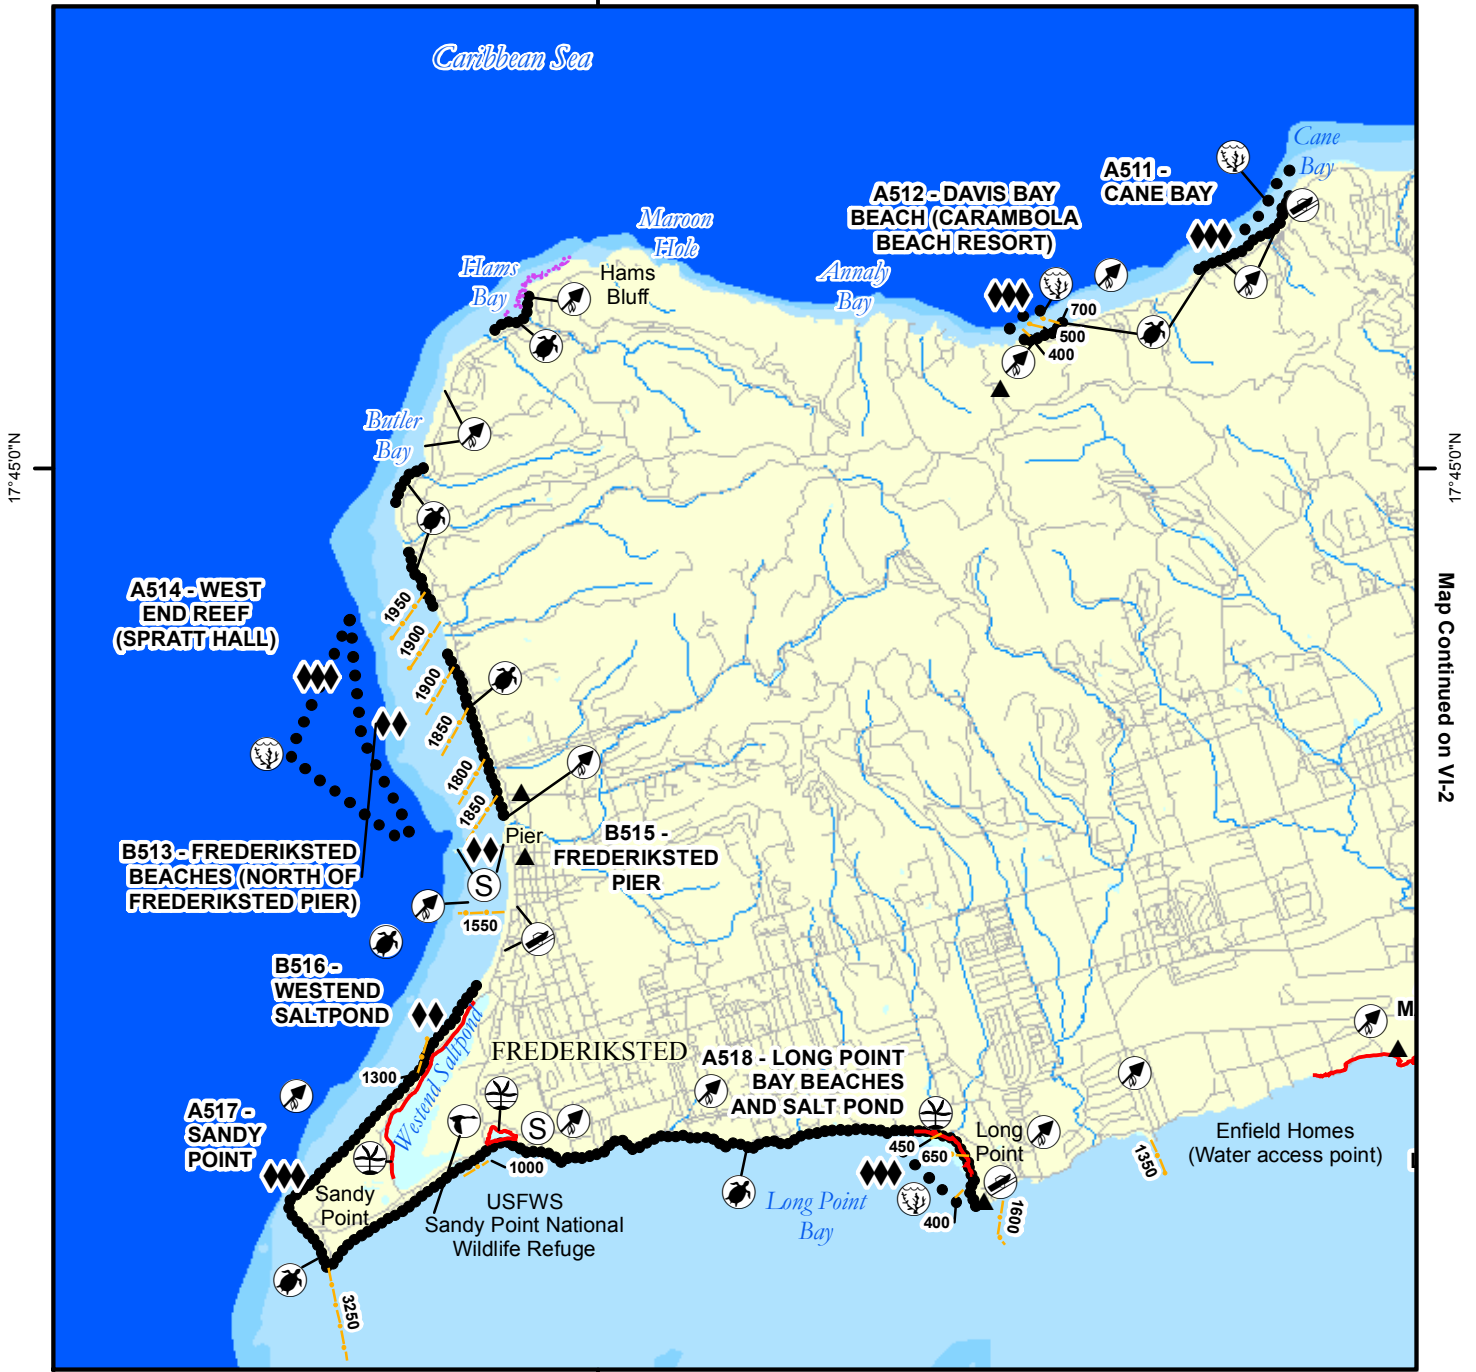 Caribbean Sea
Cane
Bay
A511 -
CANE BAY
A512 - DAVIS BAY
BEACH (CARAMBOLA
BEACH RESORT)
Maroon
Hole
Hams
Bay
Hams
Bluff
Annaly
Bay
700
500
400
Butler
Bay
17°45'0"N
17°45'0"N
Map Continued on VI-2
A514 - WEST
END REEF
(SPRATT HALL)
1950
1900
1900
1850
1800
1850
Pier
B515 -
FREDERIKSTED
PIER
B513 - FREDERIKSTED
BEACHES (NORTH OF
FREDERIKSTED PIER)
S
1550
B516 -
WESTEND
SALTPOND
Westend Saltpond
1300
FREDERIKSTED
A518 - LONG POINT
BAY BEACHES
AND SALT POND
A517 -
SANDY
POINT
S
1000
450
650
400
Long
Point
1600
1350
Enfield Homes
(Water access point)
M
Sandy
Point
USFWS
Sandy Point National
Wildlife Refuge
Long Point
Bay
3250